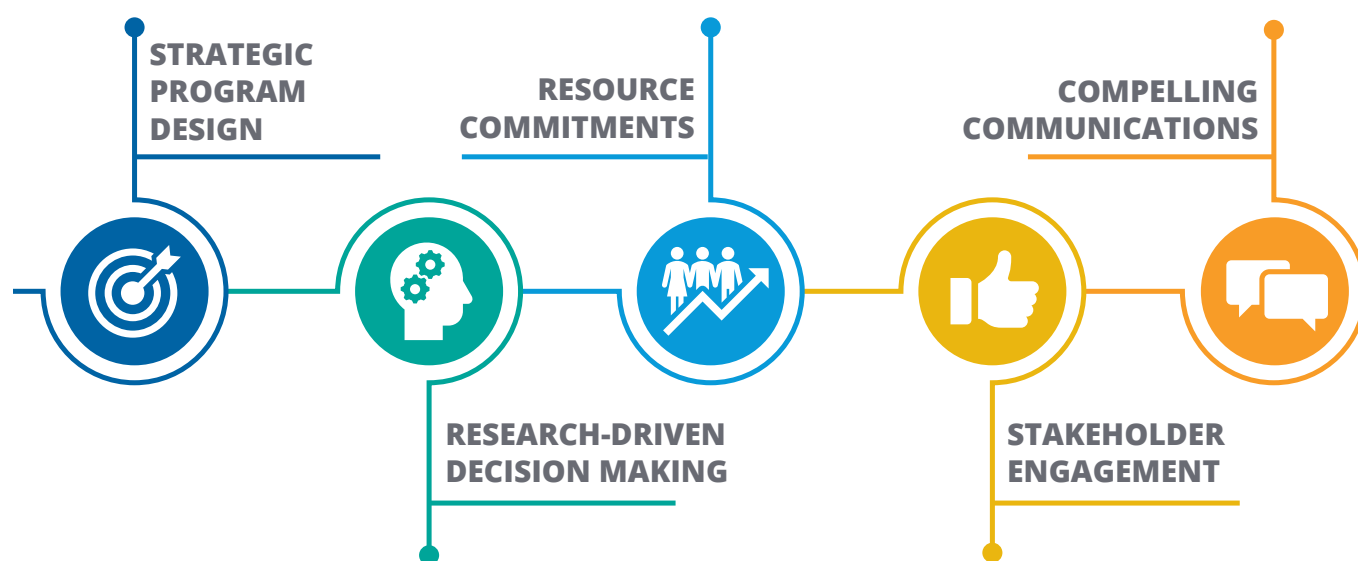 STRATEGIC
PROGRAM
DESIGN
RESEARCH-DRIVEN
DECISION MAKING
RESOURCE
COMMITMENTS
STAKEHOLDER
ENGAGEMENT
COMPELLING
COMMUNICATIONS